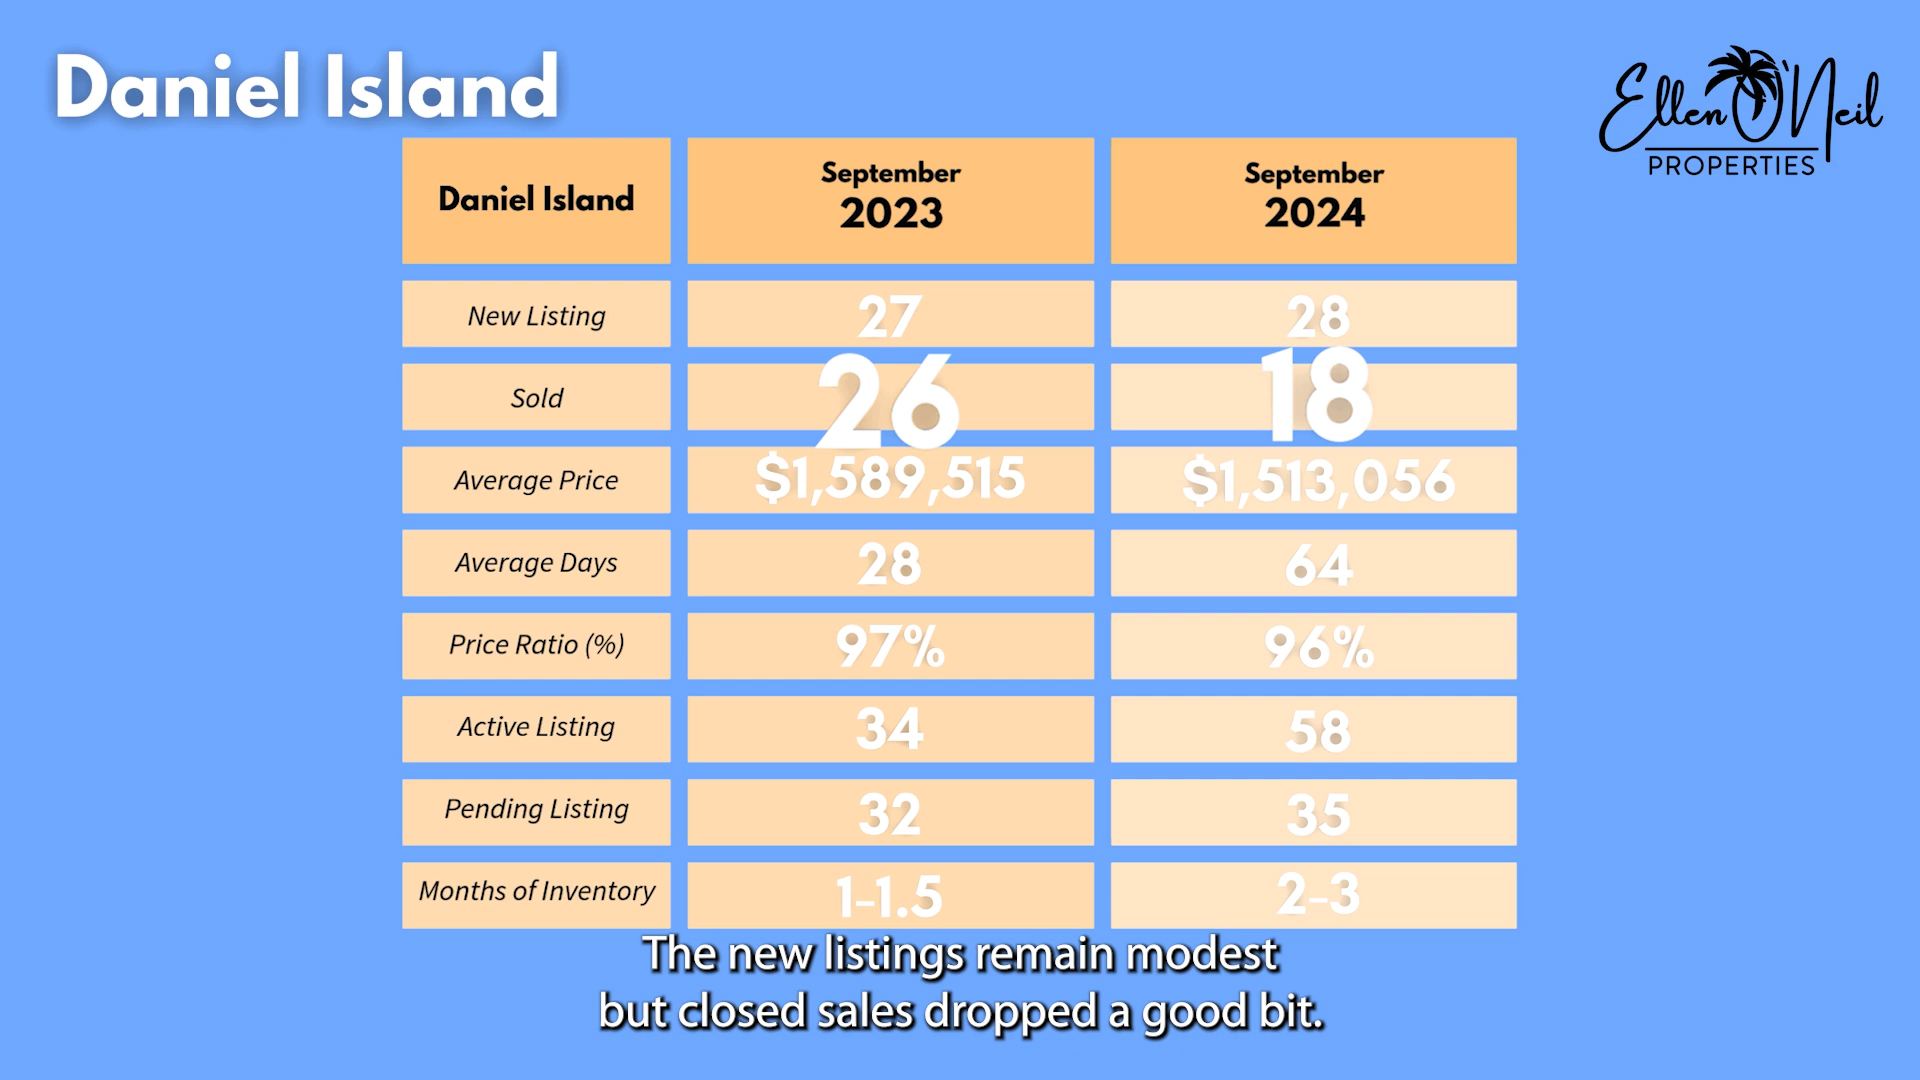 Daniel Island
Ellen O'Neil
PROPERTIES
Daniel Island
September
2023
September
2024
New Listing
27
28
Sold
26
18
Average Price
$1,589,515
$1,513,056
Average Days
28
64
Price Ratio (%)
97%
96%
Active Listing
34
58
Pending Listing
32
35
Months of Inventory
1-1.5
2-3
The new listings remain modest
but closed sales dropped a good bit.